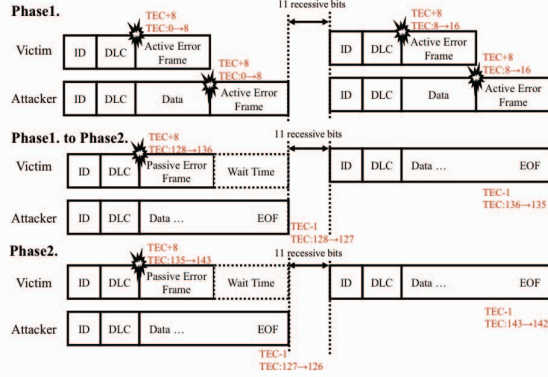 11 recessive bits
Phase1.
TEC+8
TEC:0→8
TEC+8
TEC:8→16
Victim
ID DLC Active Error Frame
TEC+8
TEC:0→8
ID DLC Active Error Frame
TEC+8
TEC:8→16
Attacker
ID DLC Data Active Error Frame
ID DLC Data Active Error Frame
Phase1. to Phase2.
TEC+8
TEC:128→136
11 recessive bits
Victim
ID DLC Passive Error Frame Wait Time
ID DLC Data … EOF
TEC-1
TEC:136→135
Attacker
ID DLC Data … EOF
TEC-1
TEC:128→127
Phase2.
TEC+8
TEC:135→143
11 recessive bits
Victim
ID DLC Passive Error Frame Wait Time
ID DLC Data … EOF
TEC-1
TEC:143→142
Attacker
ID DLC Data … EOF
TEC-1
TEC:127→126